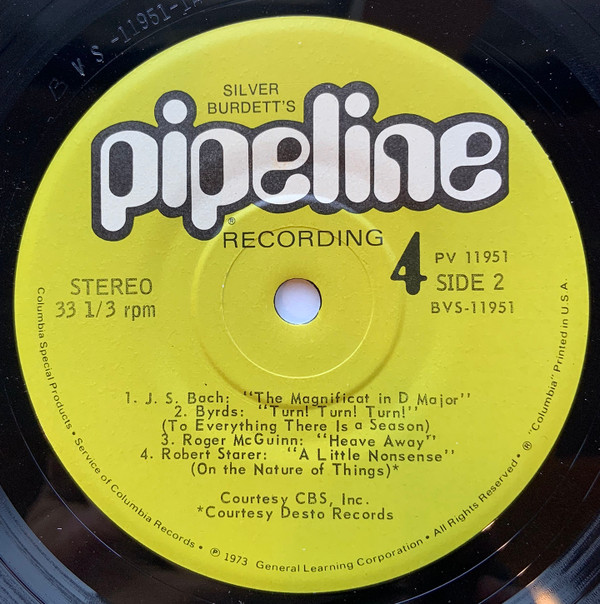 BVS-11951-1A
SILVER
BURDETT'S
pipeline
®
RECORDING
4
PV 11951
STEREO
SIDE 2
33 1/3 rpm
BVS-11951
1. J. S. Bach: "The Magnificat in D Major"
2. Byrds: "Turn! Turn! Turn!"
(To Everything There Is a Season)
3. Roger McGuinn: "Heave Away"
4. Robert Starer: "A Little Nonsense"
(On the Nature of Things)*
Courtesy CBS, Inc.
*Courtesy Desto Records
Columbia Special Products • Service of Columbia Records • ℗ 1973 General Learning Corporation • All Rights Reserved • ® "Columbia" Printed in U.S.A.